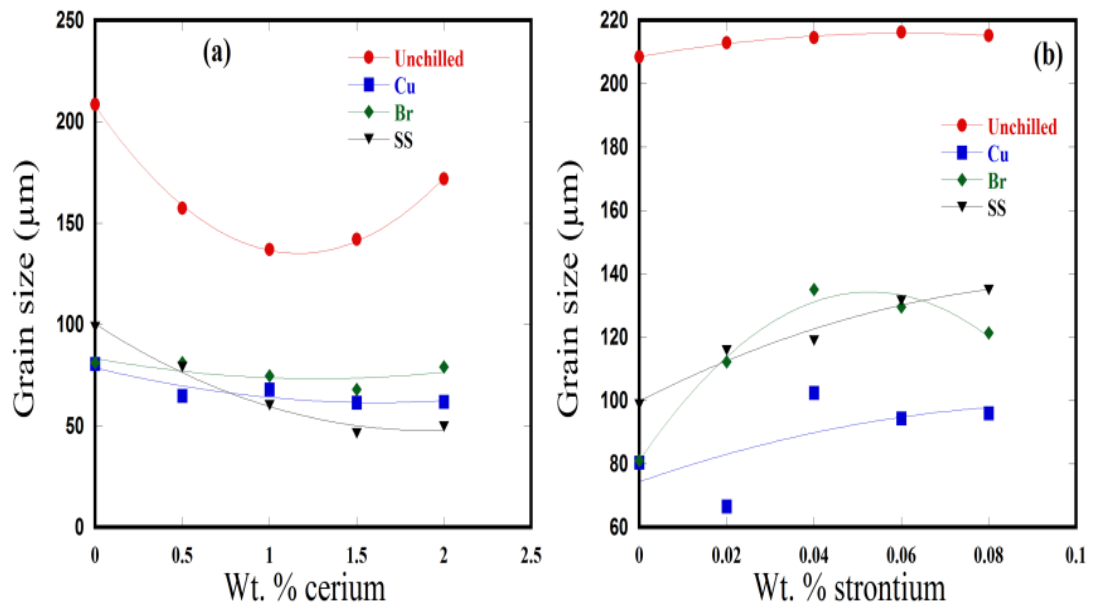 (a)
Unchilled
Cu
Br
SS
250
200
150
100
50
0
0 0.5 1 1.5 2 2.5
Grain size (µm)
Wt. % cerium
(b)
Unchilled
Cu
Br
SS
220
200
180
160
140
120
100
80
60
0 0.02 0.04 0.06 0.08 0.1
Grain size (µm)
Wt. % strontium